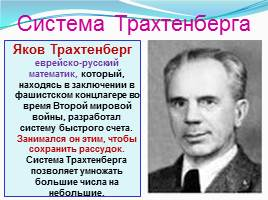 Система Трахтенберга
Яков Трахтенберг
еврейско-русский
математик, который,
находясь в заключении в
фашистском концлагере во
время Второй мировой
войны, разработал
систему быстрого счета.
Занимался он этим, чтобы
сохранить рассудок.
Система Трахтенберга
позволяет умножать
большие числа на
небольшие.